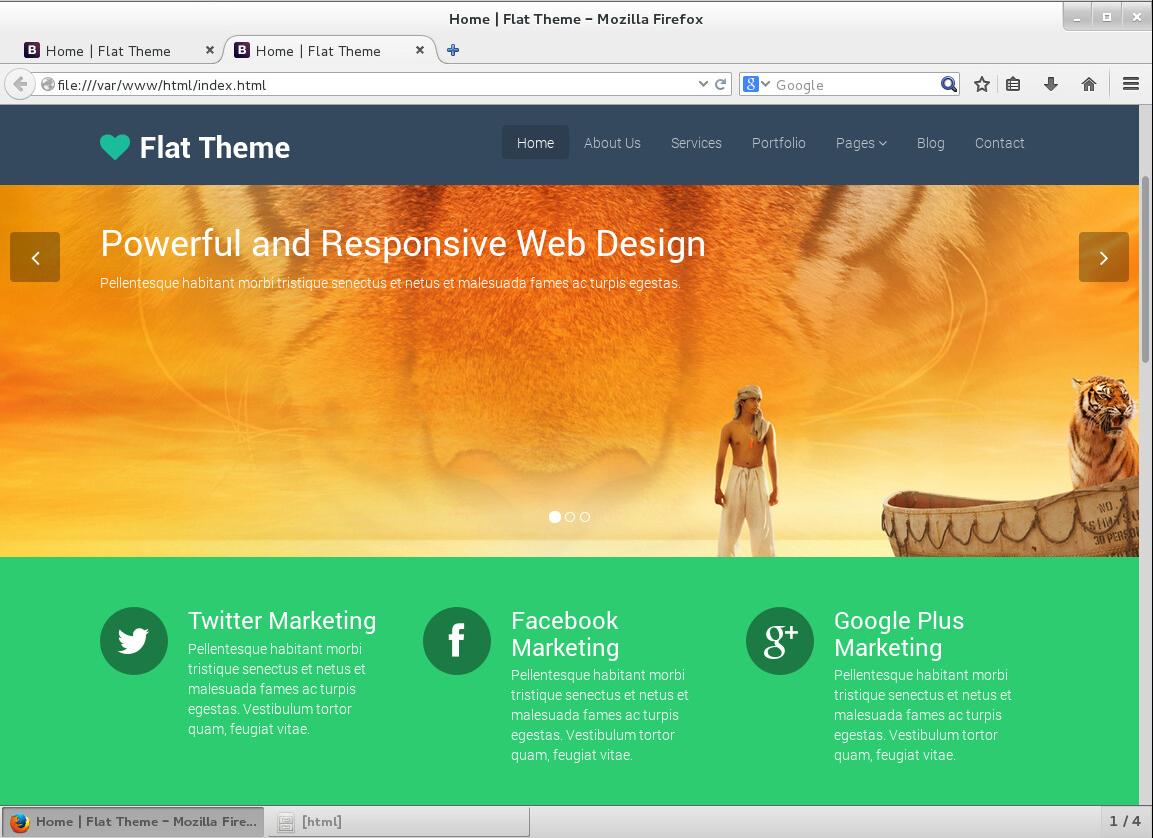 Home | Flat Theme – Mozilla Firefox
B Home | Flat Theme
B Home | Flat Theme
file:///var/www/html/index.html
8 Google
Flat Theme
Home About Us Services Portfolio Pages Blog Contact
Powerful and Responsive Web Design
Pellentesque habitant morbi tristique senectus et netus et malesuada fames ac turpis egestas.
NO.
30 PERSO
Twitter Marketing
Pellentesque habitant morbi
tristique senectus et netus et
malesuada fames ac turpis
egestas. Vestibulum tortor
quam, feugiat vitae.
f
Facebook
Marketing
Pellentesque habitant morbi
tristique senectus et netus et
malesuada fames ac turpis
egestas. Vestibulum tortor
quam, feugiat vitae.
g+
Google Plus
Marketing
Pellentesque habitant morbi
tristique senectus et netus et
malesuada fames ac turpis
egestas. Vestibulum tortor
quam, feugiat vitae.
Home | Flat Theme – Mozilla Fire...
[html]
1 / 4